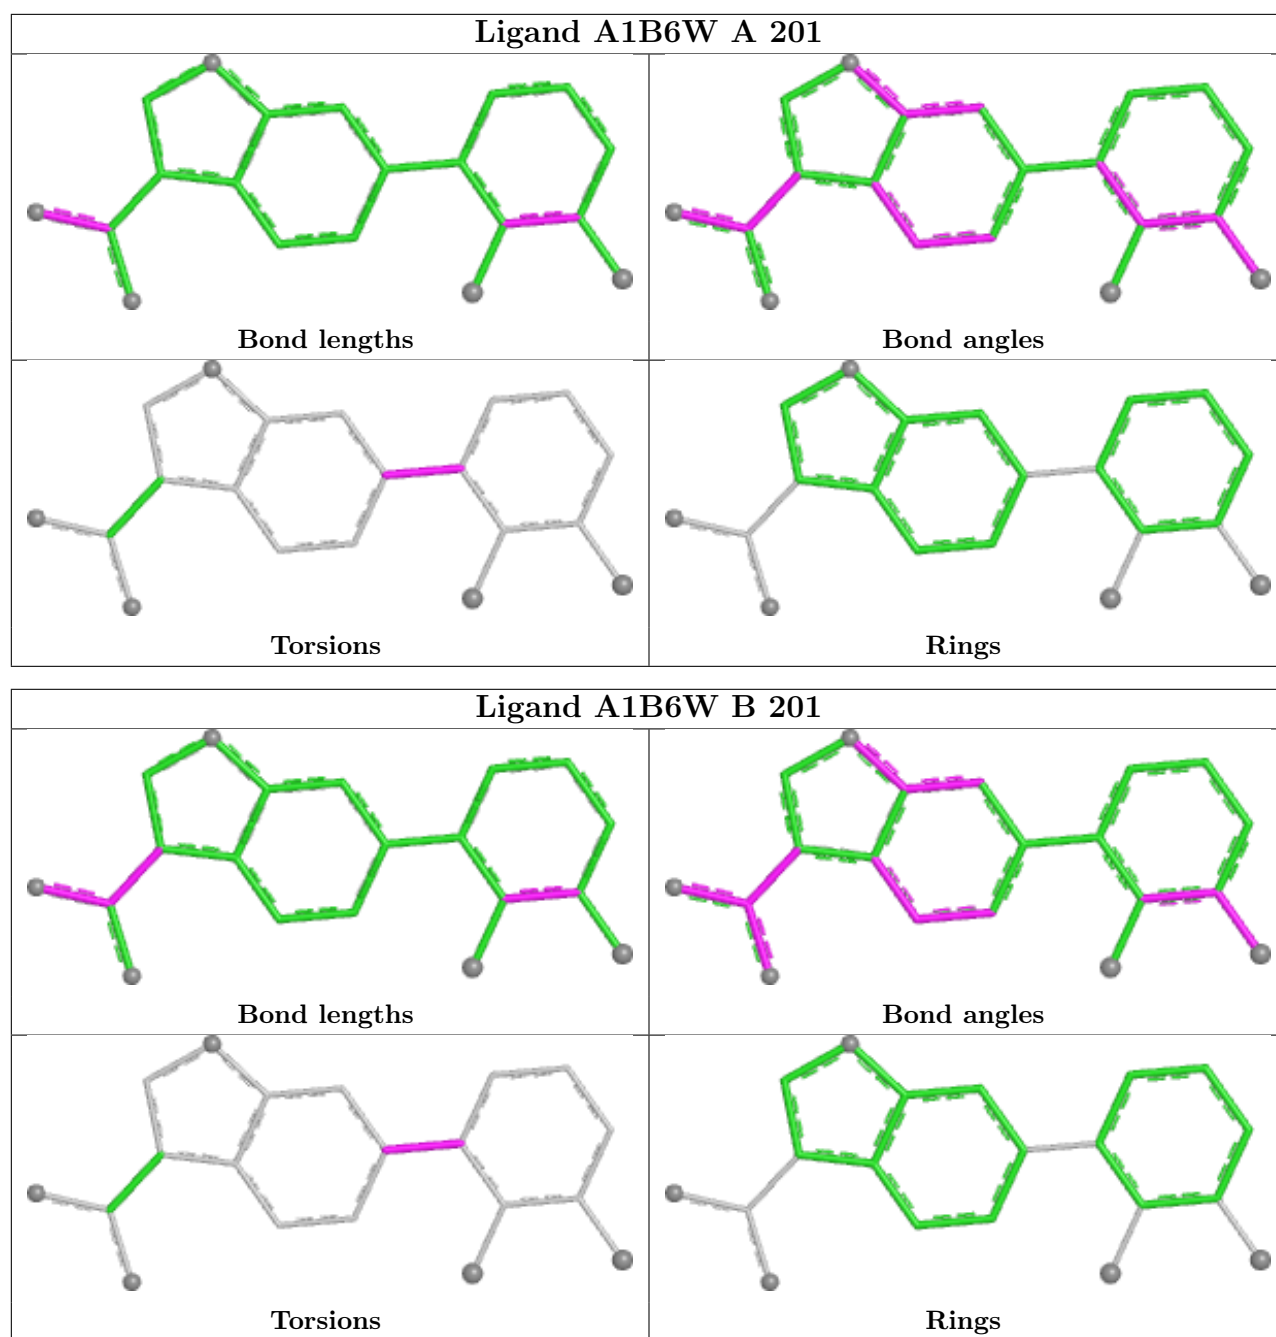 Ligand A1B6W A 201
Bond lengths
Bond angles
Torsions
Rings
Ligand A1B6W B 201
Bond lengths
Bond angles
Torsions
Rings